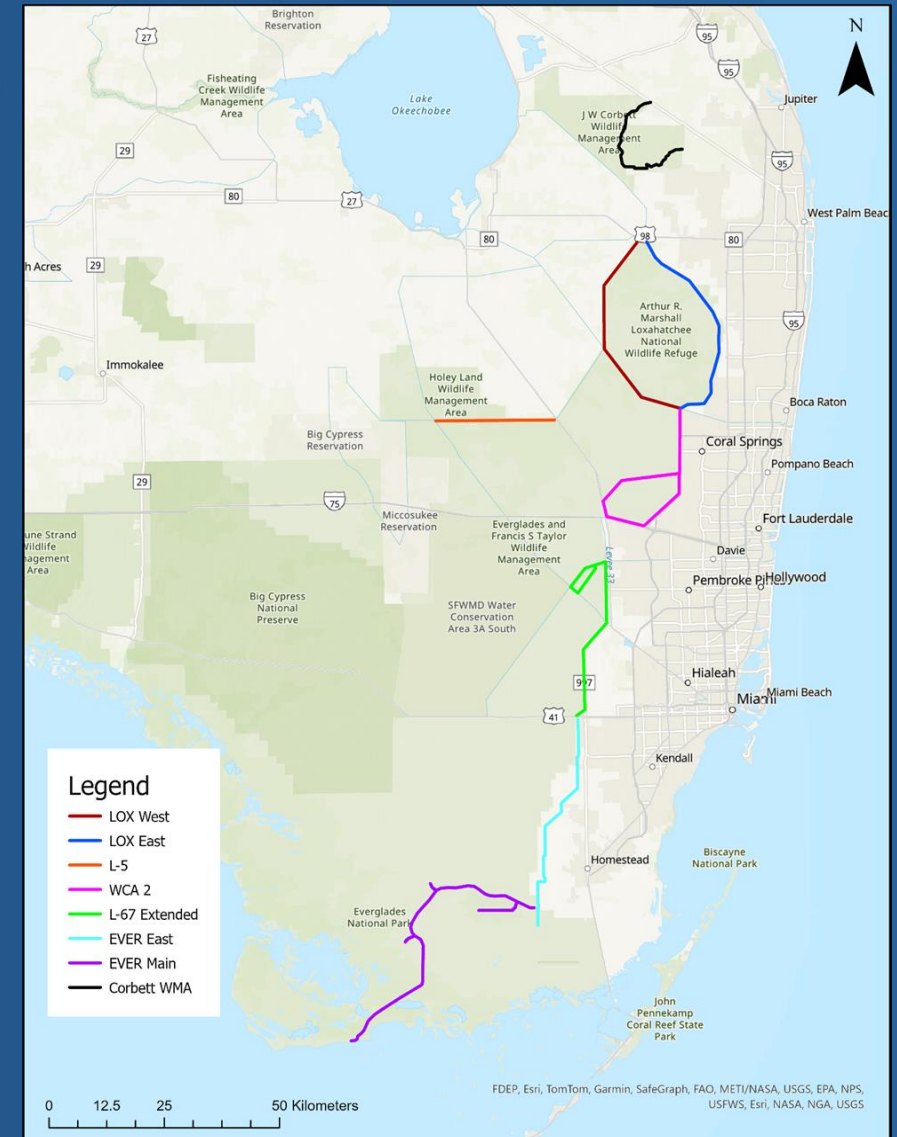 Brighton
Reservation
27
N
95
95
Fisheating
Creek Wildlife
Management
Area
Lake
Okeechobee
Jupiter
J W Corbett
Wildlife
Management
Area
29
95
80
27
West Palm Beac
98
80
80
h Acres
29
Arthur R.
Marshall
Loxahatchee
National
Wildlife Refuge
95
Immokalee
Holey Land
Wildlife
Management
Area
Boca Raton
Big Cypress
Reservation
Coral Springs
Pompano Beach
29
75
Miccosukee
Reservation
Fort Lauderdale
Everglades and
Francis S Taylor
Wildlife
Management
Area
une Strand
Wildlife
nagement
Area
Levee 33
Davie
Pembroke Pines
Hollywood
Big Cypress
National
Preserve
SFWMD Water
Conservation
Area 3A South
Hialeah
997
Miami
Miami Beach
41
Kendall
Legend
LOX West
LOX East
L-5
WCA 2
L-67 Extended
EVER East
EVER Main
Corbett WMA
Biscayne
National Park
Homestead
Everglades
National Park
John
Pennekamp
Coral Reef State
Park
FDEP, Esri, TomTom, Garmin, SafeGraph, FAO, METI/NASA, USGS, EPA, NPS,
USFWS, Esri, NASA, NGA, USGS
0 12.5 25 50 Kilometers